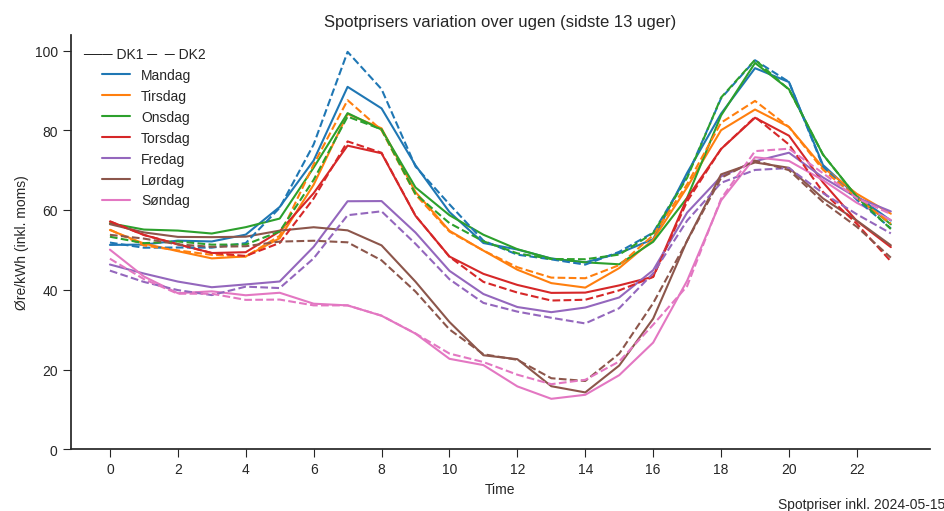 Spotprisers variation over ugen (sidste 13 uger)
DK1 DK2
Mandag
Tirsdag
Onsdag
Torsdag
Fredag
Lørdag
Søndag
Øre/kWh (inkl. moms)
100
80
60
40
20
0
0 2 4 6 8 10 12 14 16 18 20 22
Time
Spotpriser inkl. 2024-05-15